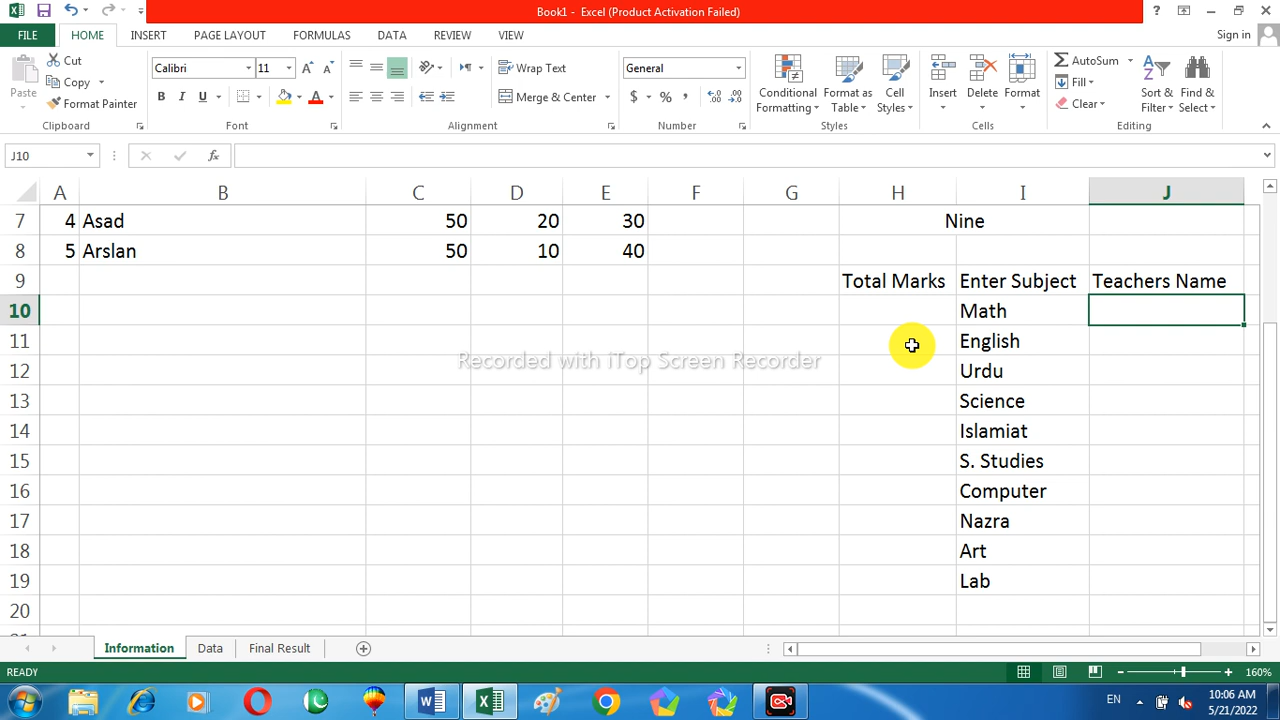 Book1 - Excel (Product Activation Failed)
FILE HOME INSERT PAGE LAYOUT FORMULAS DATA REVIEW VIEW Sign in
Paste Cut Copy Format Painter Clipboard
Calibri 11 B I U A Font
Wrap Text Merge & Center Alignment
General $ % , Number
Conditional Formatting Format as Table Cell Styles Styles
Insert Delete Format Cells
AutoSum Fill Clear Sort & Filter Find & Select Editing
J10 fx
A B C D E F G H I J
7 4 Asad 50 20 30 Nine
8 5 Arslan 50 10 40
9 Total Marks Enter Subject Teachers Name
10 Math
11 English
Recorded with iTop Screen Recorder
12 Urdu
13 Science
14 Islamiat
15 S. Studies
16 Computer
17 Nazra
18 Art
19 Lab
20
Information Data Final Result
READY 160%
EN 10:06 AM
5/21/2022